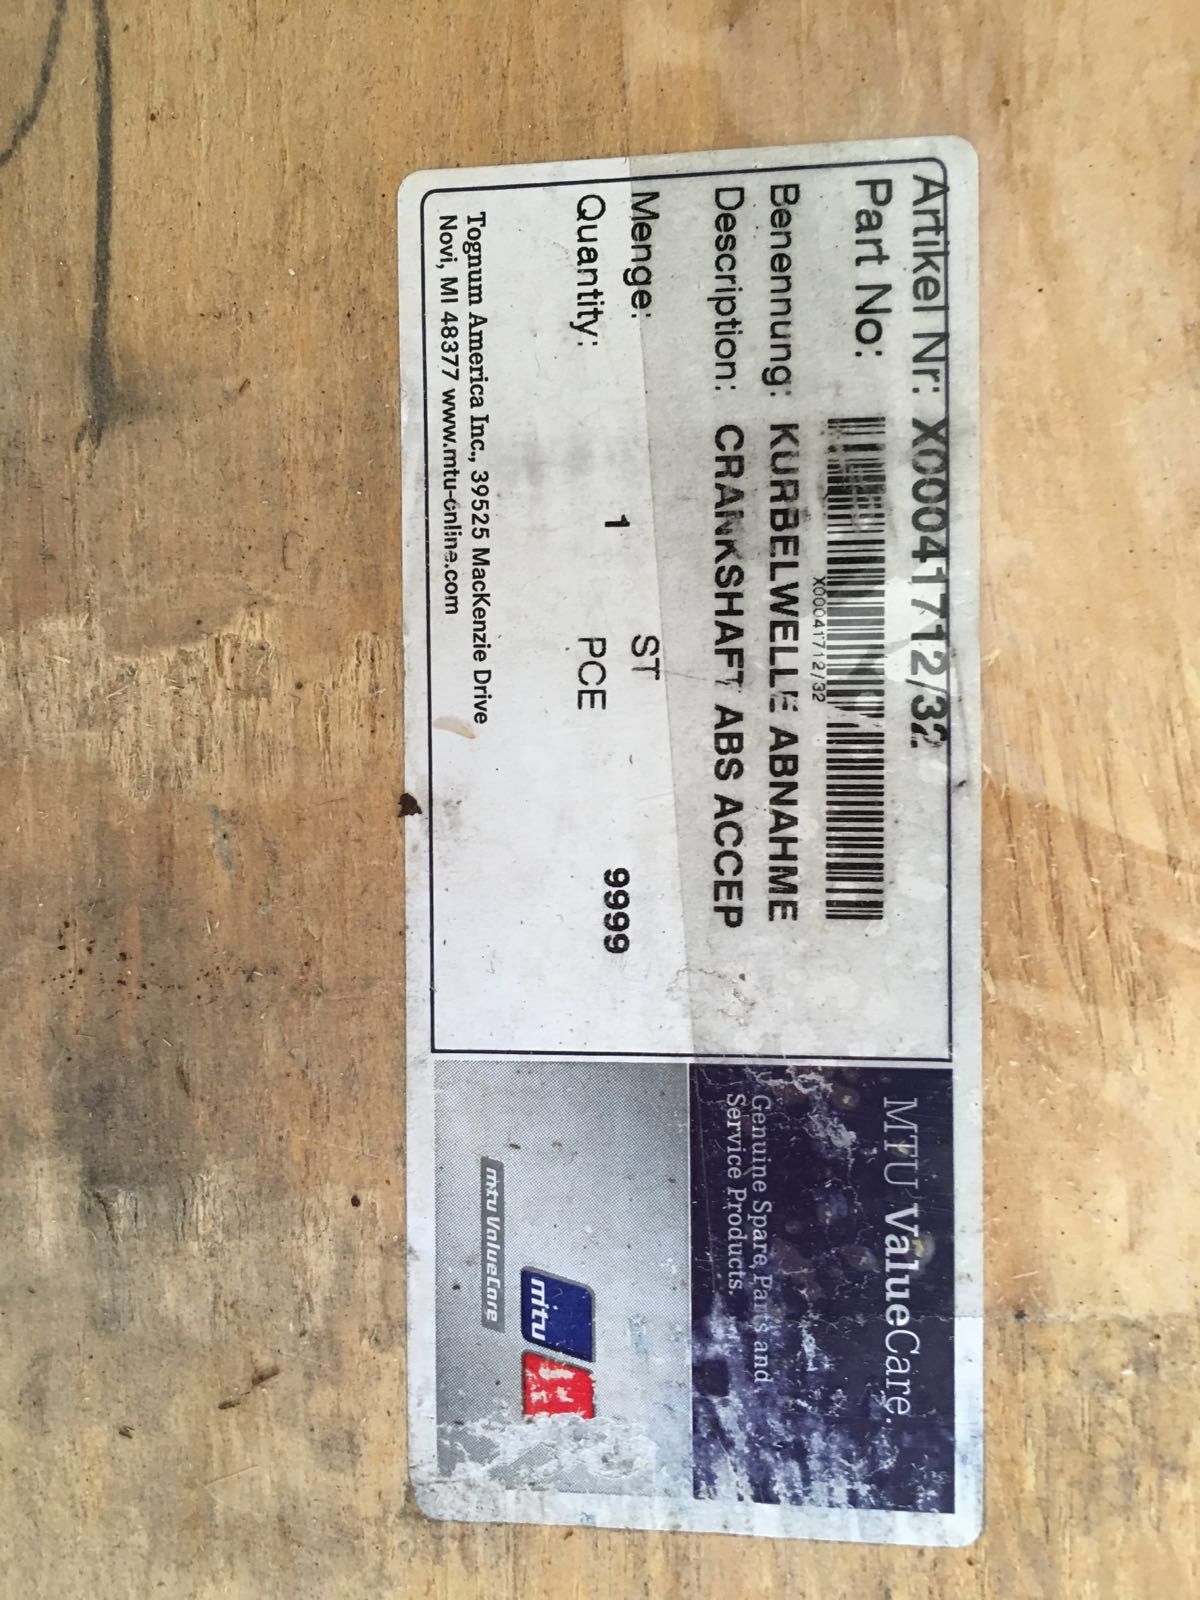 Artikel Nr: X00041712/32
Part No:
X00041712/32
Benennung: KURBELWELLE ABNAHME
Description: CRANKSHAFT ABS ACCEP
Menge: ST
1 9999
Quantity: PCE
Tognum America Inc., 39525 MacKenzie Drive
Novi, MI 48377 www.mtu-online.com
MTU ValueCare.
Genuine Spare Parts and
Service Products.
mtu
mtu ValueCare